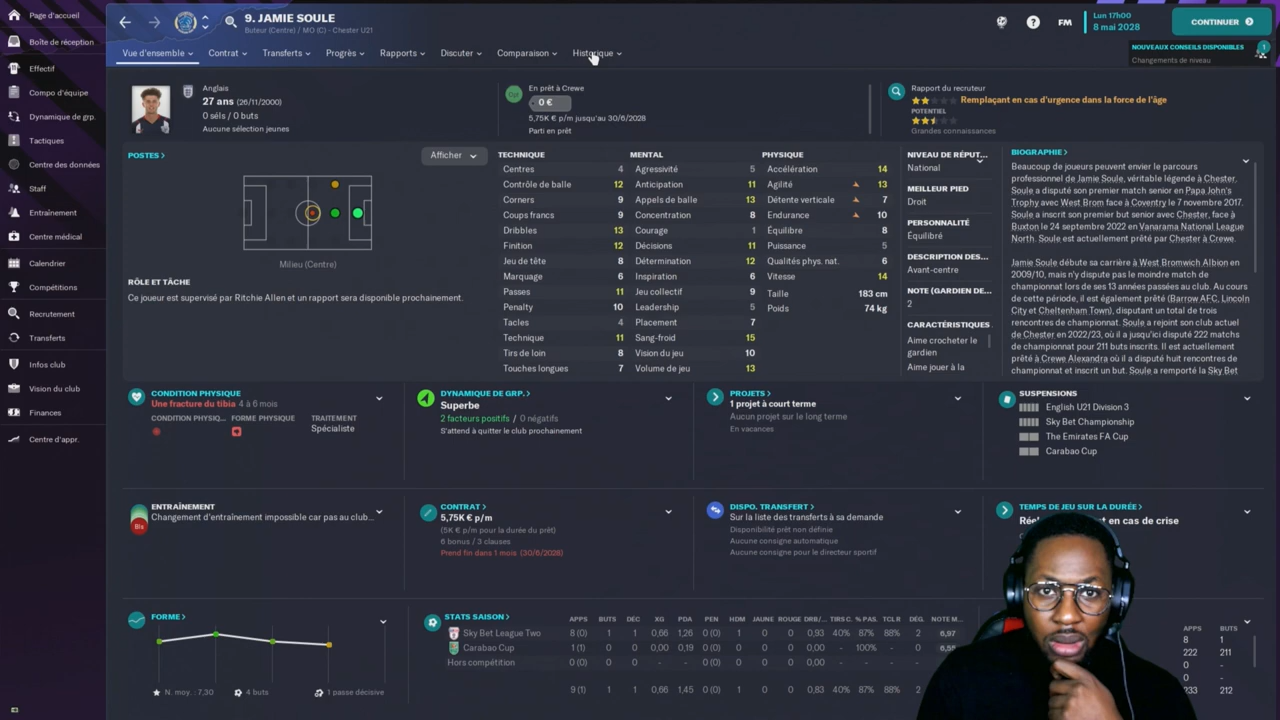 Page d'accueil
Boîte de réception
Effectif
Compo d'équipe
Dynamique de grp.
Tactiques
Centre des données
Staff
Entraînement
Centre médical
Calendrier
Compétitions
Recrutement
Transferts
Infos club
Vision du club
Finances
Centre d'appr.
9. JAMIE SOULE
Buteur (Centre) / MO (C) - Chester U21
FM
Lun 17h00
8 mai 2028
CONTINUER
NOUVEAUX CONSEILS DISPONIBLES
1
Changements de niveau
Vue d'ensemble
Contrat
Transferts
Progrès
Rapports
Discuter
Comparaison
Historique
Anglais
27 ans (26/11/2000)
0 séls / 0 buts
Aucune sélection jeunes
En prêt à Crewe
0 €
5,75K € p/m jusqu'au 30/6/2028
Parti en prêt
Rapport du recruteur
Remplaçant en cas d'urgence dans la force de l'âge
POTENTIEL
Grandes connaissances
POSTES
Afficher
Milieu (Centre)
RÔLE ET TÂCHE
Ce joueur est supervisé par Ritchie Allen et un rapport sera disponible prochainement.
TECHNIQUE
Centres 4
Contrôle de balle 12
Corners 9
Coups francs 9
Dribbles 13
Finition 12
Jeu de tête 8
Marquage 6
Passes 11
Penalty 10
Tacles 4
Technique 11
Tirs de loin 8
Touches longues 7
MENTAL
Agressivité 5
Anticipation 11
Appels de balle 13
Concentration 8
Courage 1
Décisions 11
Détermination 12
Inspiration 6
Jeu collectif 9
Leadership 5
Placement 7
Sang-froid 15
Vision du jeu 10
Volume de jeu 13
PHYSIQUE
Accélération 14
Agilité 13
Détente verticale 7
Endurance 10
Équilibre 8
Puissance 5
Qualités phys. nat. 6
Vitesse 14
Taille 183 cm
Poids 74 kg
NIVEAU DE RÉPUT...
National
MEILLEUR PIED
Droit
PERSONNALITÉ
Équilibré
DESCRIPTION DES...
Avant-centre
NOTE (GARDIEN DE...
2
CARACTÉRISTIQUES
Aime crocheter le
gardien
Aime jouer à la
BIOGRAPHIE
Beaucoup de joueurs peuvent envier le parcours
professionnel de Jamie Soule, véritable légende à Chester.
Soule a disputé son premier match senior en Papa John's
Trophy avec West Brom face à Coventry le 7 novembre 2017.
Soule a inscrit son premier but senior avec Chester, face à
Buxton le 24 septembre 2022 en Vanarama National League
North. Soule est actuellement prêté par Chester à Crewe.
Jamie Soule débute sa carrière à West Bromwich Albion en
2009/10, mais n'y dispute pas le moindre match de
championnat lors de ses 13 années passées au club. Au cours
de cette période, il est également prêté (Barrow AFC, Lincoln
City et Cheltenham Town), disputant un total de trois
rencontres de championnat. Soule a rejoint son club actuel
de Chester en 2022/23, où il a jusqu'ici disputé 222 matchs
de championnat pour 211 buts inscrits. Il est actuellement
prêté à Crewe Alexandra où il a disputé huit rencontres de
championnat et inscrit un but. Soule a remporté la Sky Bet
CONDITION PHYSIQUE
Une fracture du tibia 4 à 6 mois
CONDITION PHYSIQ... FORME PHYSIQUE TRAITEMENT
Spécialiste
DYNAMIQUE DE GRP.
Superbe
2 facteurs positifs / 0 négatifs
S'attend à quitter le club prochainement
PROJETS
1 projet à court terme
Aucun projet sur le long terme
En vacances
SUSPENSIONS
English U21 Division 3
Sky Bet Championship
The Emirates FA Cup
Carabao Cup
ENTRAÎNEMENT
Changement d'entraînement impossible car pas au club...
Bls
CONTRAT
5,75K € p/m
(5K € p/m pour la durée du prêt)
6 bonus / 3 clauses
Prend fin dans 1 mois (30/6/2028)
DISPO. TRANSFERT
Sur la liste des transferts à sa demande
Disponibilité prêt non définie
Aucune consigne automatique
Aucune consigne pour le directeur sportif
TEMPS DE JEU SUR LA DURÉE
en cas de crise
FORME
N. moy. : 7,30
4 buts
1 passe décisive
STATS SAISON
APPS BUTS DÉC XG PDA PEN HDM JAUNE ROUGE DRB/... TIRS C. % PAS. TCL R DÉG. NOTE M...
Sky Bet League Two 8 (0) 1 0 0,66 1,26 0 (0) 1 0 0 0,93 40% 87% 88% 2 6,97
Carabao Cup 1 (1) 0 0 0,00 0,19 0 (0) 0 0 0 0,00 - 100% - 0
Hors compétition 0 (0) - - - - - - - - 0,00 - - - -
9 (1) 1 1 0,66 1,45 0 (0) 1 0 0 0,83 40% 87% 88% 2
APPS BUTS
8 1
222 211
0 -
0 -
233 212